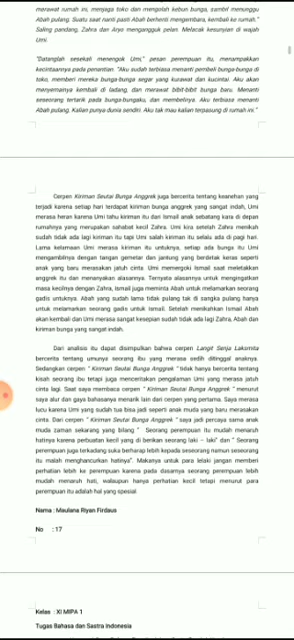 merawat rumah ini, menjaga toko dan mengolah kebun bunga, sambil menunggu
Abah pulang. Suatu saat nanti pasti Abah berhenti mengembara, kembali ke rumah."
Saling pandang, Zahra dan Aryo mengangguk pelan. Melacak kesunyian di wajah
Umi.
"Datanglah sesekali menengok Umi," pesan perempuan itu, menampakkan
kecintaannya pada penantian. "Aku sudah terbiasa menanti pembeli bunga-bunga di
toko, memberi mereka bunga-bunga segar yang kurawat dan kucintai. Aku akan
menyemainya kembali di ladang, dan merawat bibit-bibit bunga baru. Menanti
seseorang tertarik pada bunga-bungaku, dan membelinya. Aku terbiasa menanti
Abah pulang. Kalian punya dunia sendiri. Aku tak mau kalian terpasung di rumah ini."
Cerpen Kiriman Seutai Bunga Anggrek juga bercerita tentang keanehan yang
terjadi karena setiap hari terdapat kiriman bunga anggrek yang sangat indah, Umi
merasa heran karena Umi tahu kiriman itu dari Ismail anak sebatang kara di depan
rumahnya yang merupakan sahabat kecil Zahra. Umi kira setelah Zahra menikah
sudah tidak ada lagi kiriman itu tapi Umi salah kiriman itu selalu ada di pagi hari.
Lama kelamaan Umi merasa kiriman itu untuknya, setiap ada bunga itu Umi
mengambilnya dengan tangan gemetar dan jantung yang berdetak keras seperti
anak yang baru merasakan jatuh cinta. Umi memergoki Ismail saat meletakkan
anggrek itu dan menanyakan alasannya. Ternyata alasannya untuk mengingatkan
masa kecilnya dengan Zahra, Ismail juga meminta Abah untuk melamarkan seorang
gadis untuknya. Abah yang sudah lama tidak pulang tak di sangka pulang hanya
untuk melamarkan seorang gadis untuk Ismail. Setelah menikahkan Ismail Abah
akan kembali dan Umi merasa sangat kesepian sudah tidak ada lagi Zahra, Abah dan
kiriman bunga yang sangat indah.
Dari analisis itu dapat disimpulkan bahwa cerpen Langit Senja Lakamita
bercerita tentang umunya seorang ibu yang merasa sedih ditinggal anaknya.
Sedangkan cerpen " Kiriman Seutai Bunga Anggrek " tidak hanya bercerita tentang
kisah seorang ibu tetapi juga menceritakan pengalaman Umi yang merasa jatuh
cinta lagi. Saat saya membaca cerpen " Kiriman Seutai Bunga Anggrek " menurut
saya alur dan gaya bahasanya menarik lain dari cerpen yang pertama. Saya merasa
lucu karena Umi yang sudah tua bisa jadi seperti anak muda yang baru merasakan
cinta. Dari cerpen " Kiriman Seutai Bunga Anggrek " saya jadi percaya sama anak
muda zaman sekarang yang bilang " Seorang perempuan itu mudah menaruh
hatinya karena perbuatan kecil yang di berikan seorang laki – laki" dan " Seorang
perempuan juga terkadang suka berharap lebih kepada seseorang namun seseorang
itu malah menghancurkan hatinya". Makanya untuk para lelaki jangan memberi
perhatian lebih ke perempuan karena pada dasarnya seorang perempuan lebih
mudah menaruh hati, walaupun hanya perhatian kecil tetapi menurut para
perempuan itu adalah hal yang spesial.
Nama : Maulana Riyan Firdaus
No : 17
Kelas : XI MIPA 1
Tugas Bahasa dan Sastra Indonesia